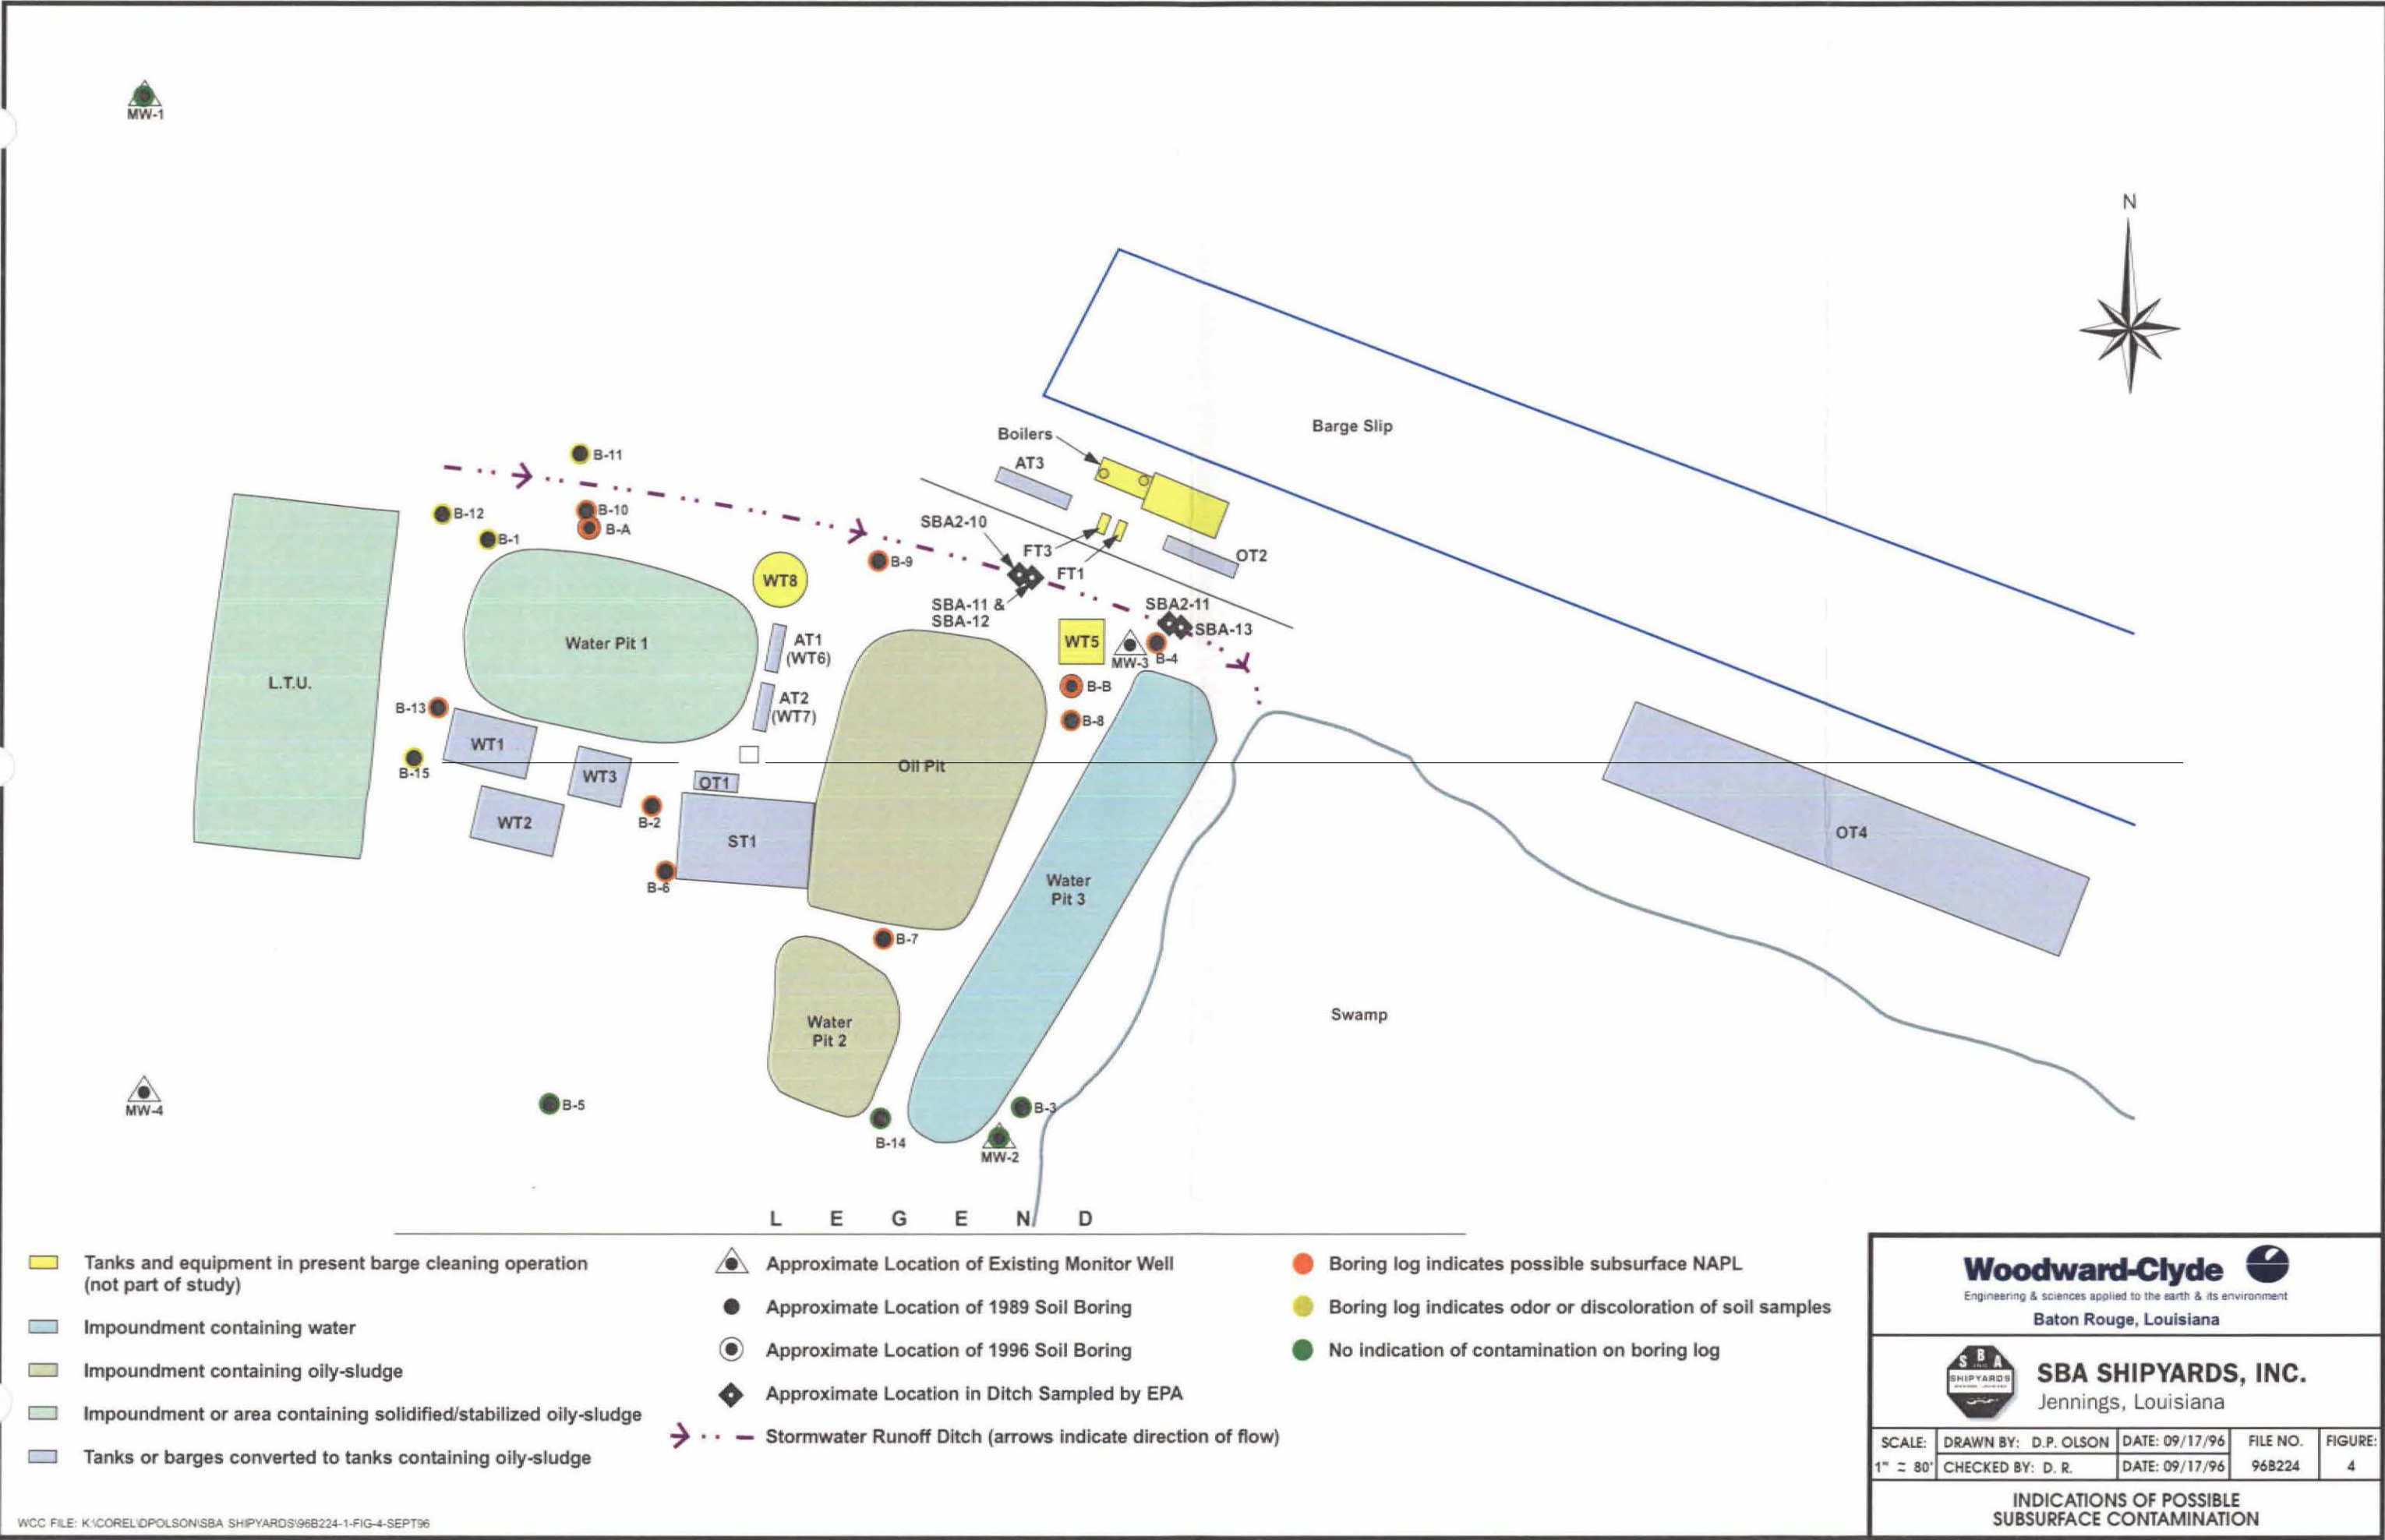 MW-1
N
Barge Slip
Boilers
AT3
B-11
B-12
B-10
B-A
B-1
SBA2-10
FT3
FT1
OT2
B-9
WT8
SBA-11 &
SBA-12
SBA2-11
SBA-13
WT5
MW-3
B-4
Water Pit 1
AT1
(WT6)
L.T.U.
B-B
AT2
(WT7)
B-13
B-8
WT1
B-15
WT3
OT1
Oil Pit
WT2
B-2
ST1
OT4
B-6
Water
Pit 3
B-7
Water
Pit 2
Swamp
MW-4
B-5
B-3
B-14
MW-2
L E G E N D
Tanks and equipment in present barge cleaning operation
(not part of study)
Impoundment containing water
Impoundment containing oily-sludge
Impoundment or area containing solidified/stabilized oily-sludge
Tanks or barges converted to tanks containing oily-sludge
Approximate Location of Existing Monitor Well
Approximate Location of 1989 Soil Boring
Approximate Location of 1996 Soil Boring
Approximate Location in Ditch Sampled by EPA
Stormwater Runoff Ditch (arrows indicate direction of flow)
Boring log indicates possible subsurface NAPL
Boring log indicates odor or discoloration of soil samples
No indication of contamination on boring log
Woodward-Clyde
Engineering & sciences applied to the earth & its environment
Baton Rouge, Louisiana
S B A
SHIPYARDS
SBA SHIPYARDS, INC.
Jennings, Louisiana
SCALE: DRAWN BY: D.P. OLSON DATE: 09/17/96 FILE NO. FIGURE:
1" ≈ 80' CHECKED BY: D. R. DATE: 09/17/96 96B224 4
INDICATIONS OF POSSIBLE
SUBSURFACE CONTAMINATION
WCC FILE: K:\COREL\DPOLSON\SBA SHIPYARDS\96B224-1-FIG-4-SEPT96